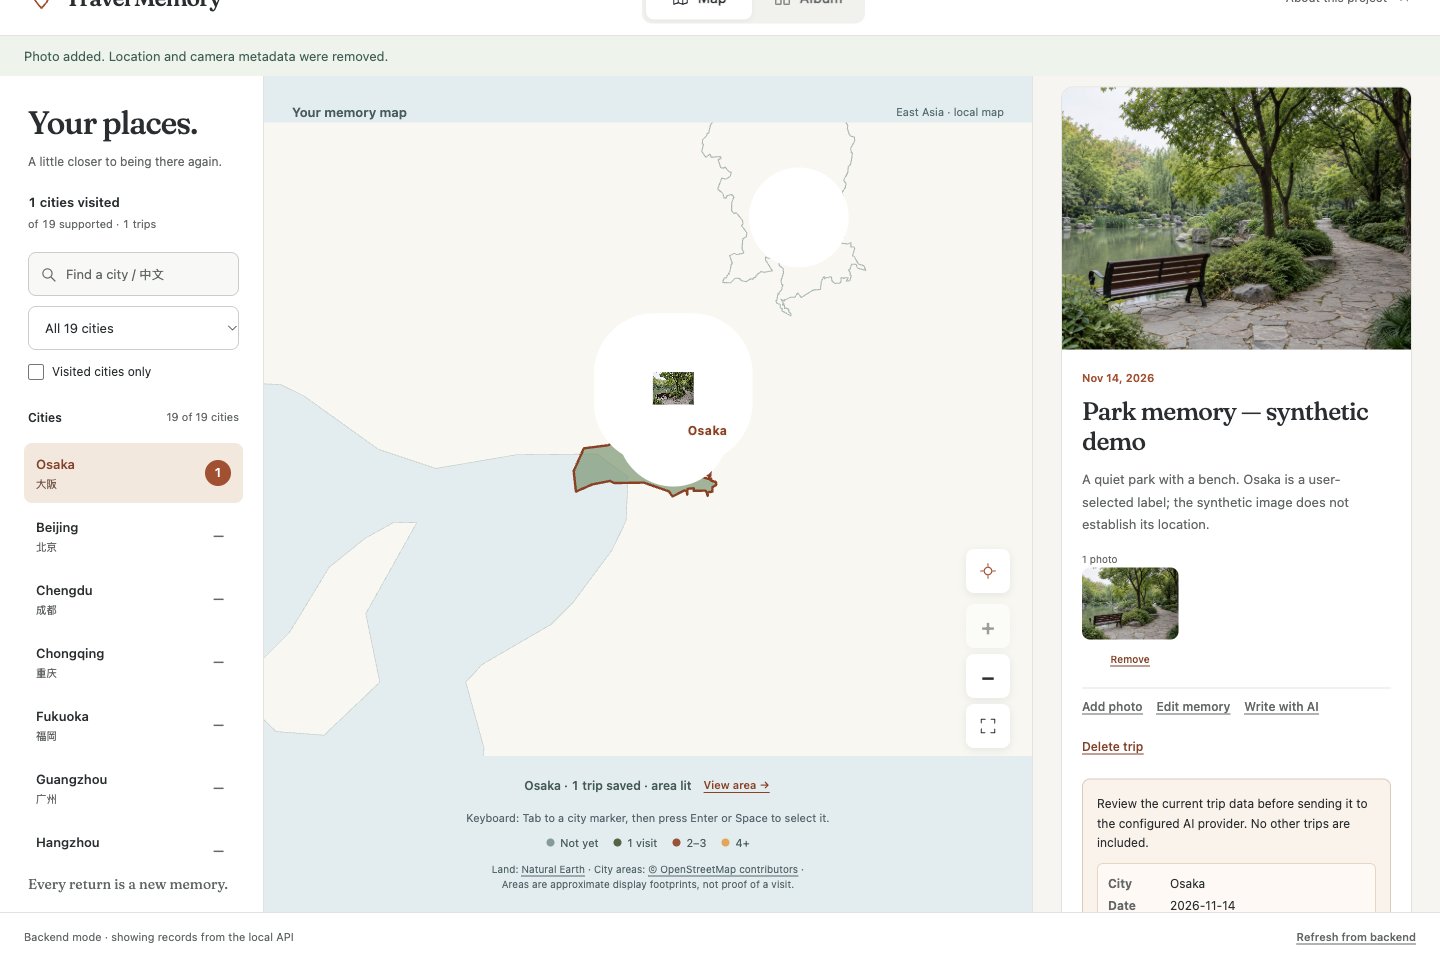 Travel Memory
Map
Album
About this project
Photo added. Location and camera metadata were removed.
Your places.
A little closer to being there again.
1 cities visited
of 19 supported · 1 trips
Find a city / 中文
All 19 cities
Visited cities only
Cities
19 of 19 cities
Osaka
大阪
1
Beijing
北京
—
Chengdu
成都
—
Chongqing
重庆
—
Fukuoka
福冈
—
Guangzhou
广州
—
Hangzhou
—
Every return is a new memory.
Your memory map
East Asia · local map
Osaka
+
−
Osaka · 1 trip saved · area lit View area →
Keyboard: Tab to a city marker, then press Enter or Space to select it.
Not yet 1 visit 2–3 4+
Land: Natural Earth · City areas: © OpenStreetMap contributors ·
Areas are approximate display footprints, not proof of a visit.
Nov 14, 2026
Park memory — synthetic
demo
A quiet park with a bench. Osaka is a user-
selected label; the synthetic image does not
establish its location.
1 photo
Remove
Add photo Edit memory Write with AI
Delete trip
Review the current trip data before sending it to
the configured AI provider. No other trips are
included.
City Osaka
Date 2026-11-14
Backend mode · showing records from the local API
Refresh from backend